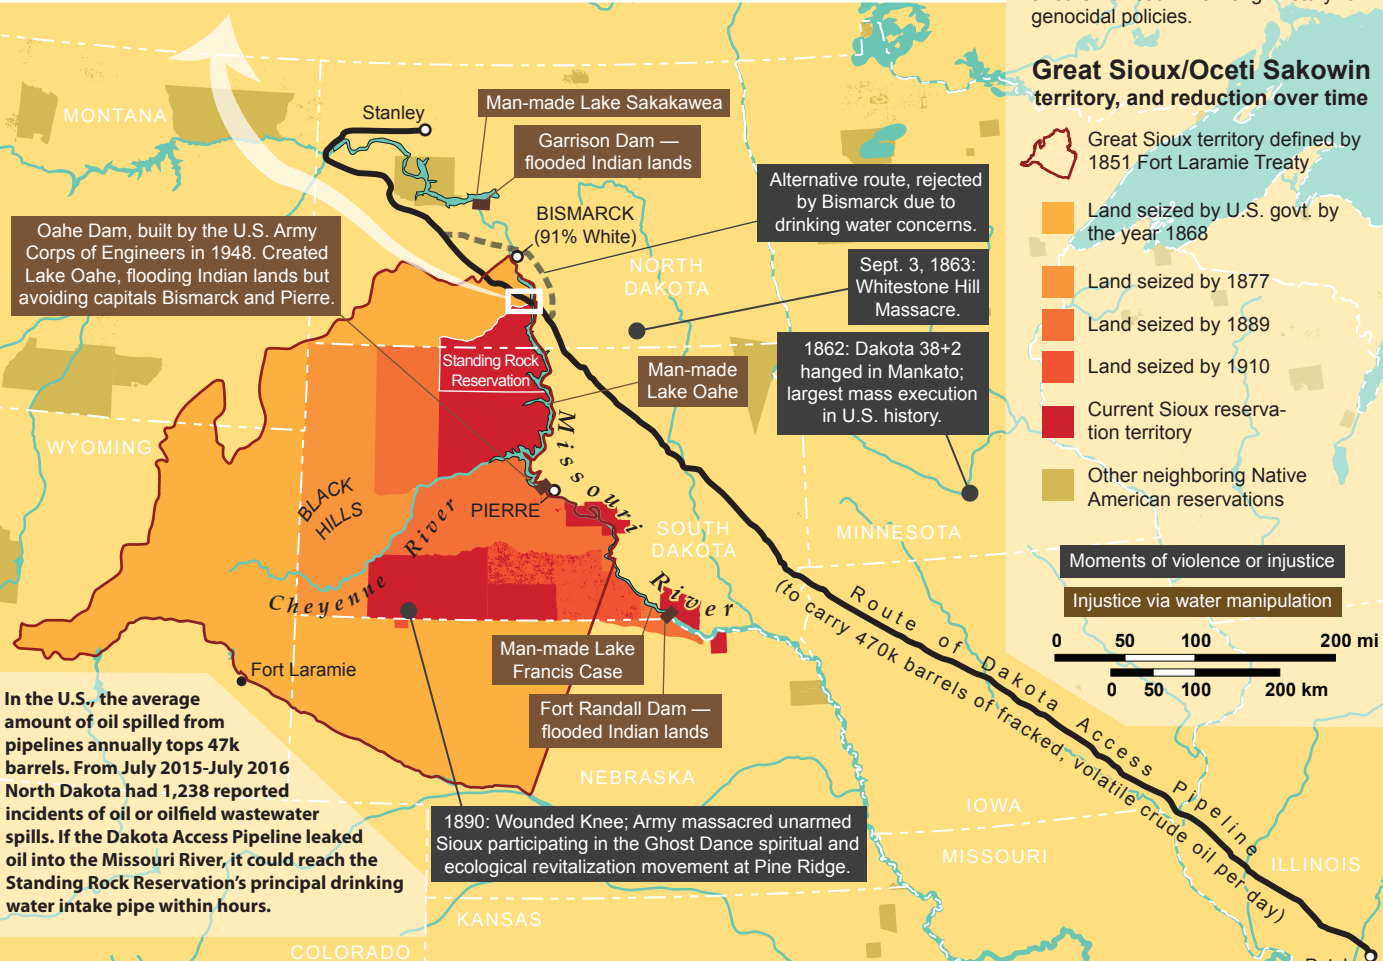 genocidal policies.
Great Sioux/Oceti Sakowin
territory, and reduction over time
Great Sioux territory defined by
1851 Fort Laramie Treaty
Land seized by U.S. govt. by
the year 1868
Land seized by 1877
Land seized by 1889
Land seized by 1910
Current Sioux reserva-
tion territory
Other neighboring Native
American reservations
Moments of violence or injustice
Injustice via water manipulation
0 50 100 200 mi
0 50 100 200 km
MONTANA
Stanley
Man-made Lake Sakakawea
Garrison Dam —
flooded Indian lands
Alternative route, rejected
by Bismarck due to
drinking water concerns.
BISMARCK
(91% White)
Oahe Dam, built by the U.S. Army
Corps of Engineers in 1948. Created
Lake Oahe, flooding Indian lands but
avoiding capitals Bismarck and Pierre.
NORTH
DAKOTA
Sept. 3, 1863:
Whitestone Hill
Massacre.
1862: Dakota 38+2
hanged in Mankato;
largest mass execution
in U.S. history.
Standing Rock
Reservation
Man-made
Lake Oahe
WYOMING
Missouri
River
BLACK
HILLS
PIERRE
Cheyenne River
SOUTH
DAKOTA
MINNESOTA
Route of Dakota Access Pipeline
(to carry 470k barrels of fracked, volatile crude oil per day)
Man-made Lake
Francis Case
Fort Laramie
Fort Randall Dam —
flooded Indian lands
NEBRASKA
IOWA
MISSOURI
ILLINOIS
In the U.S., the average
amount of oil spilled from
pipelines annually tops 47k
barrels. From July 2015-July 2016
North Dakota had 1,238 reported
incidents of oil or oilfield wastewater
spills. If the Dakota Access Pipeline leaked
oil into the Missouri River, it could reach the
Standing Rock Reservation's principal drinking
water intake pipe within hours.
1890: Wounded Knee; Army massacred unarmed
Sioux participating in the Ghost Dance spiritual and
ecological revitalization movement at Pine Ridge.
KANSAS
COLORADO